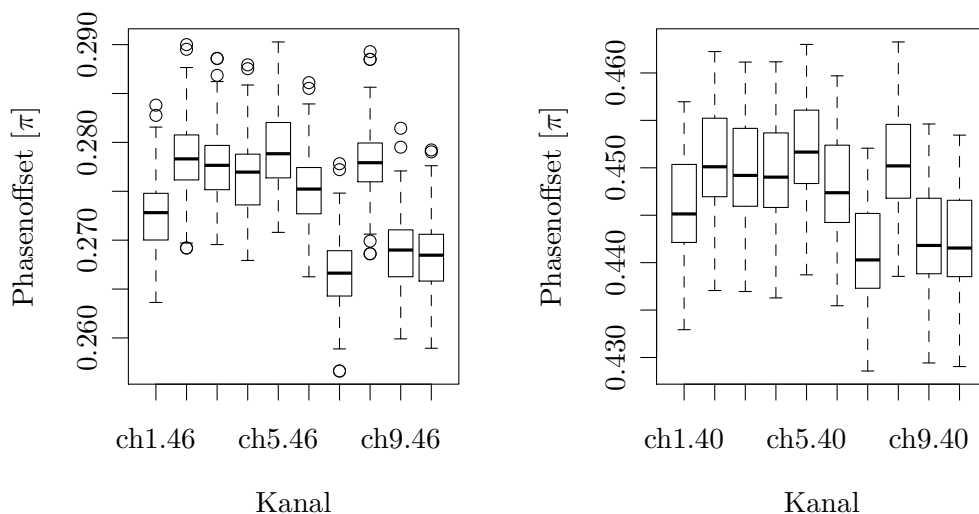 Phasenoffset [π]
0.290
0.280
0.270
0.260
ch1.46 ch5.46 ch9.46
Kanal
Phasenoffset [π]
0.460
0.450
0.440
0.430
ch1.40 ch5.40 ch9.40
Kanal